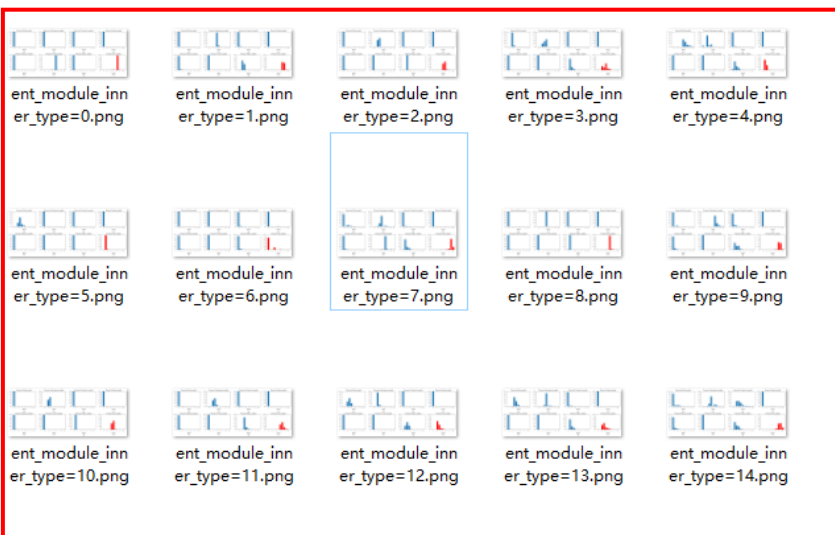 ent_module_inn
er_type=0.png
ent_module_inn
er_type=1.png
ent_module_inn
er_type=2.png
ent_module_inn
er_type=3.png
ent_module_inn
er_type=4.png
ent_module_inn
er_type=5.png
ent_module_inn
er_type=6.png
ent_module_inn
er_type=7.png
ent_module_inn
er_type=8.png
ent_module_inn
er_type=9.png
ent_module_inn
er_type=10.png
ent_module_inn
er_type=11.png
ent_module_inn
er_type=12.png
ent_module_inn
er_type=13.png
ent_module_inn
er_type=14.png